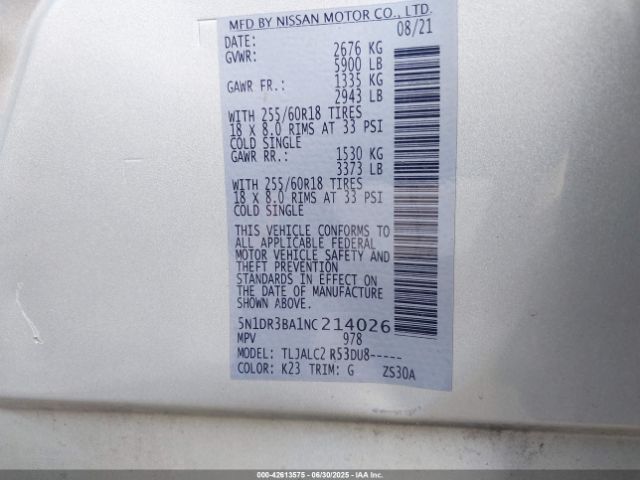 MFD BY NISSAN MOTOR CO., LTD.
DATE: 08/21
GVWR: 2676 KG
5900 LB
GAWR FR.: 1335 KG
2943 LB
WITH 255/60R18 TIRES
18 X 8.0 RIMS AT 33 PSI
COLD SINGLE
GAWR RR.: 1530 KG
3373 LB
WITH 255/60R18 TIRES
18 X 8.0 RIMS AT 33 PSI
COLD SINGLE
THIS VEHICLE CONFORMS TO
ALL APPLICABLE FEDERAL
MOTOR VEHICLE SAFETY AND
THEFT PREVENTION
STANDARDS IN EFFECT ON
THE DATE OF MANUFACTURE
SHOWN ABOVE.
5N1DR3BA1NC214026
MPV 978
MODEL: TLJALC2 R53DU8-----
COLOR: K23 TRIM: G ZS30A
000-42613575 | 06/30/2025 | IAAI.COM